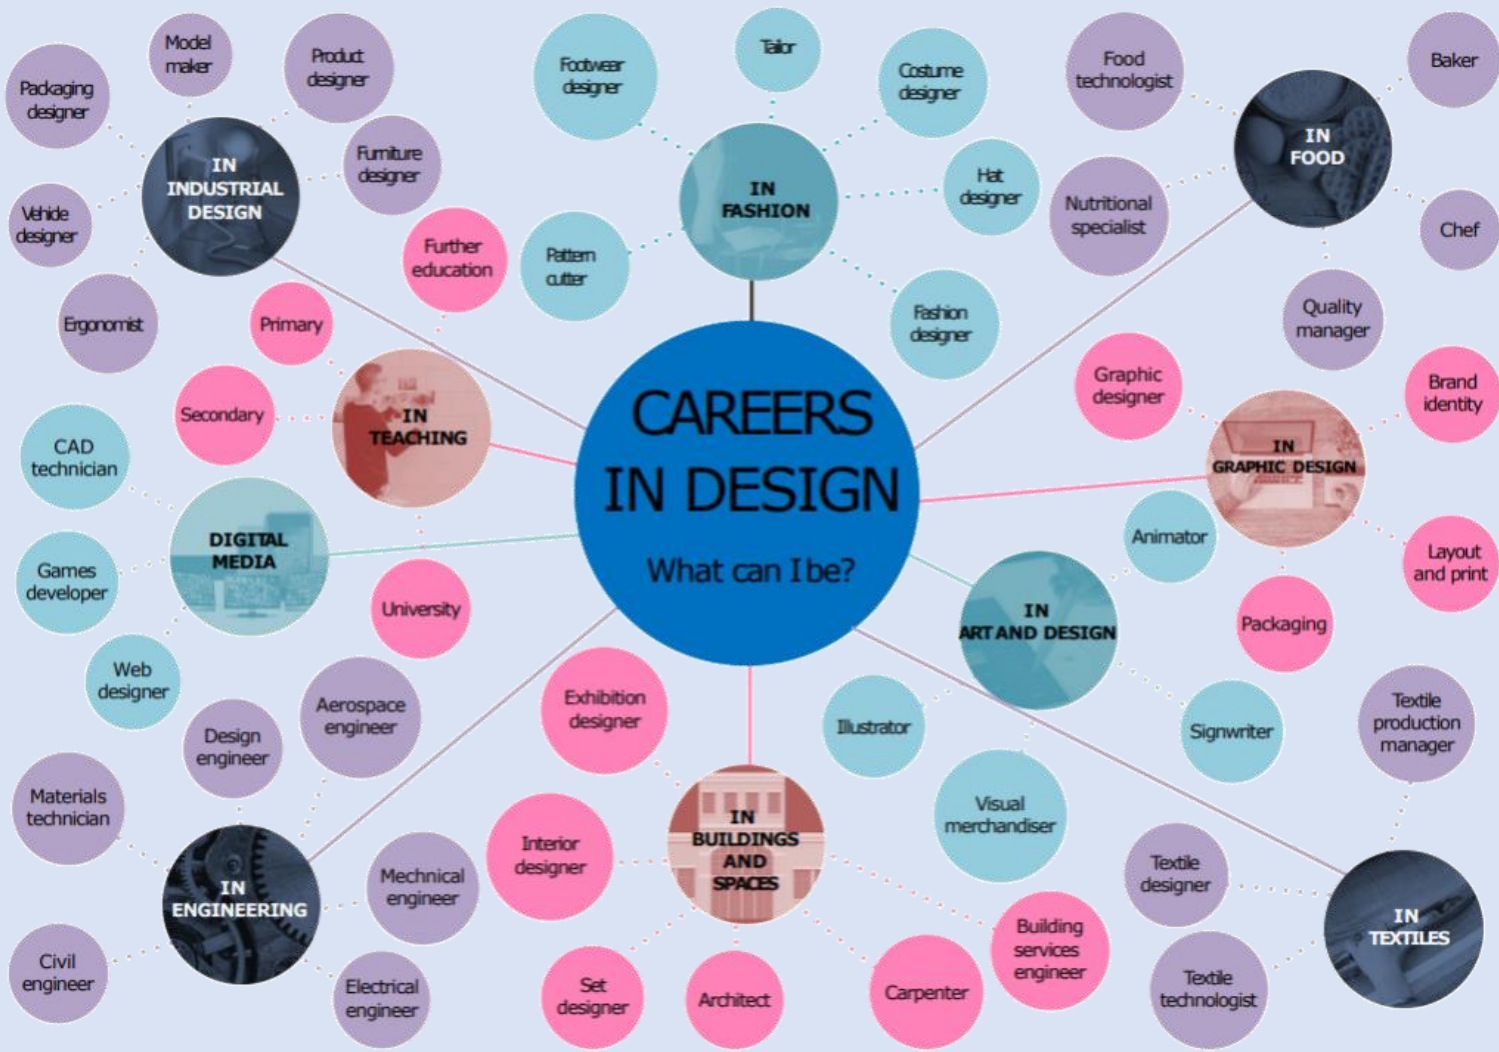 CAREERS
IN DESIGN
What can I be?
IN
INDUSTRIAL
DESIGN
Packaging
designer
Model
maker
Product
designer
Furniture
designer
Vehide
designer
Ergonomist
IN
FASHION
Footwear
designer
Tailor
Costume
designer
Hat
designer
Pattern
cutter
Fashion
designer
IN
FOOD
Food
technologist
Baker
Nutritional
specialist
Chef
Quality
manager
IN
TEACHING
Further
education
Primary
Secondary
University
IN
GRAPHIC DESIGN
Graphic
designer
Brand
identity
Layout
and print
Packaging
DIGITAL
MEDIA
CAD
technician
Games
developer
Web
designer
IN
ART AND DESIGN
Animator
Illustrator
Signwriter
Visual
merchandiser
IN
ENGINEERING
Aerospace
engineer
Design
engineer
Materials
technician
Mechnical
engineer
Civil
engineer
Electrical
engineer
IN
BUILDINGS
AND
SPACES
Exhibition
designer
Interior
designer
Set
designer
Architect
Carpenter
Building
services
engineer
IN
TEXTILES
Textile
production
manager
Textile
designer
Textile
technologist